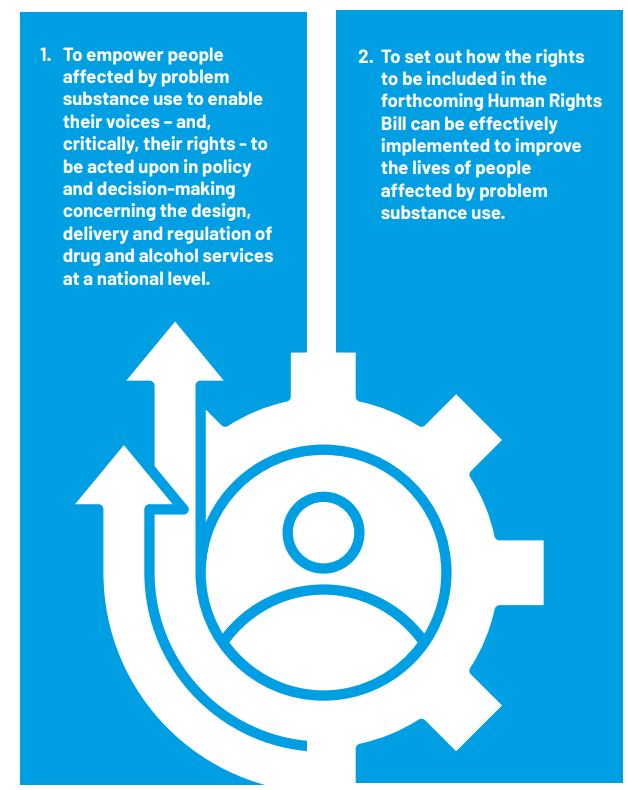 1. To empower people
affected by problem
substance use to enable
their voices – and,
critically, their rights - to
be acted upon in policy
and decision-making
concerning the design,
delivery and regulation of
drug and alcohol services
at a national level.
2. To set out how the rights
to be included in the
forthcoming Human Rights
Bill can be effectively
implemented to improve
the lives of people
affected by problem
substance use.